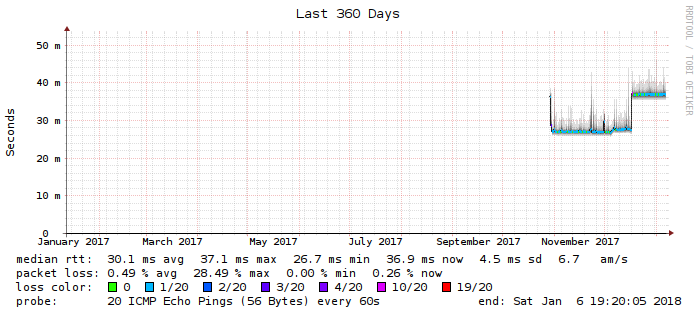 Last 360 Days
RRDTOOL / TOBI OETIKER
Seconds
50 m
40 m
30 m
20 m
10 m
0
January 2017 March 2017 May 2017 July 2017 September 2017 November 2017
median rtt: 30.1 ms avg 37.1 ms max 26.7 ms min 36.9 ms now 4.5 ms sd 6.7 am/s
packet loss: 0.49 % avg 28.49 % max 0.00 % min 0.26 % now
loss color: 0 1/20 2/20 3/20 4/20 10/20 19/20
probe: 20 ICMP Echo Pings (56 Bytes) every 60s end: Sat Jan 6 19:20:05 2018